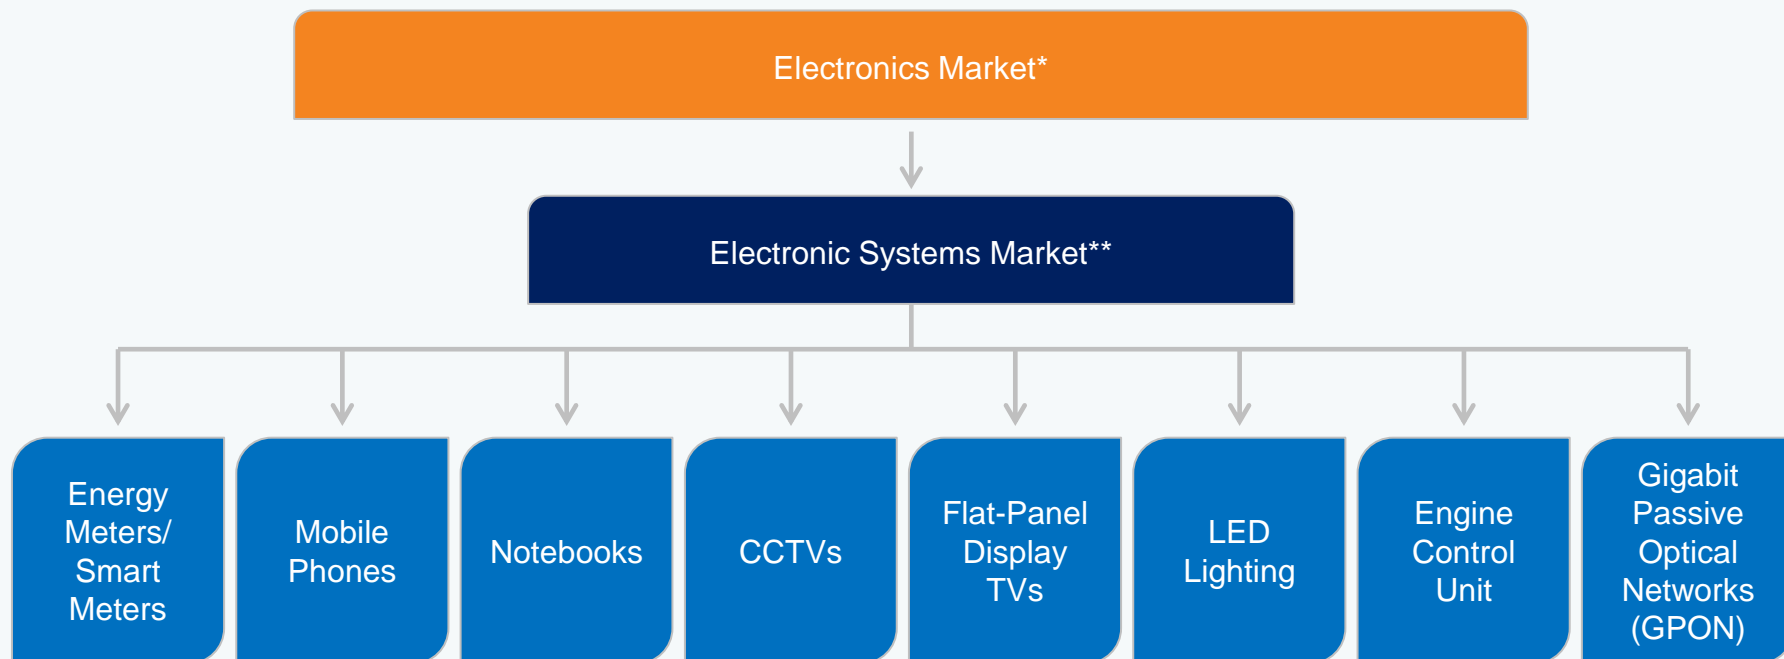 Electronics Market*
Electronic Systems Market**
Energy
Meters/
Smart
Meters
Mobile
Phones
Notebooks
CCTVs
Flat-Panel
Display
TVs
LED
Lighting
Engine
Control
Unit
Gigabit
Passive
Optical
Networks
(GPON)